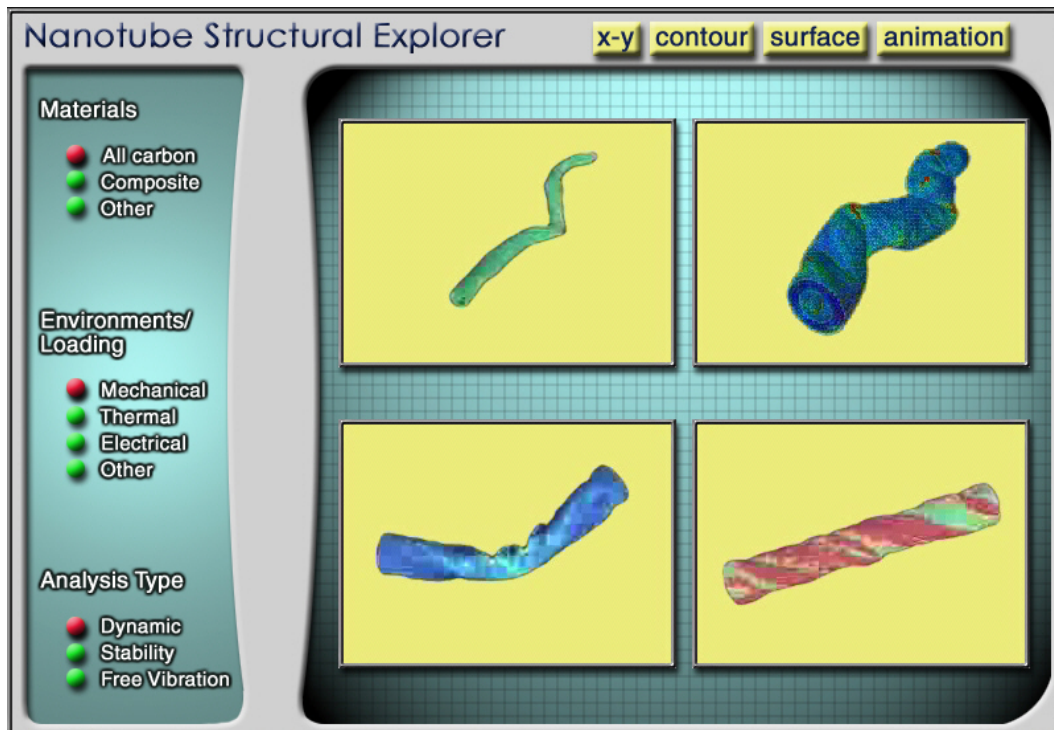 Nanotube Structural Explorer
x-y
contour
surface
animation
Materials
All carbon
Composite
Other
Environments/
Loading
Mechanical
Thermal
Electrical
Other
Analysis Type
Dynamic
Stability
Free Vibration